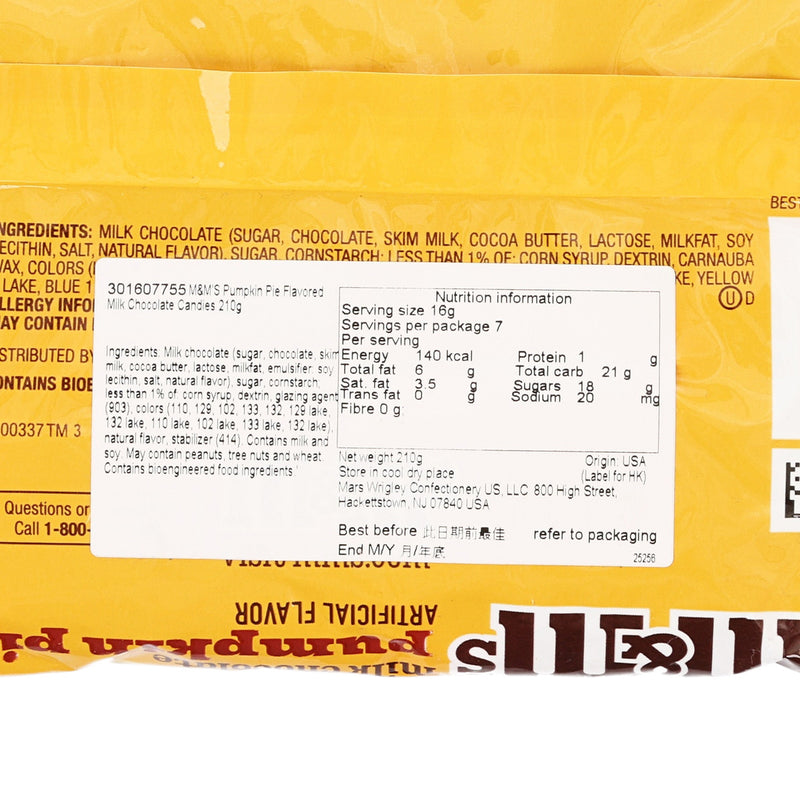 BEST
INGREDIENTS: MILK CHOCOLATE (SUGAR, CHOCOLATE, SKIM MILK, COCOA BUTTER, LACTOSE, MILKFAT, SOY
LECITHIN, SALT, NATURAL FLAVOR), SUGAR, CORNSTARCH; LESS THAN 1% OF: CORN SYRUP, DEXTRIN, CARNAUBA
WAX, COLORS (
KE, YELLOW
LAKE, BLUE 1
U D
ALLERGY INFO
MAY CONTAIN
DISTRIBUTED BY
CONTAINS BIOE
00337 TM 3
Questions or
Call 1-800-
301607755 M&M'S Pumpkin Pie Flavored
Milk Chocolate Candies 210g
Ingredients: Milk chocolate (sugar, chocolate, skim
milk, cocoa butter, lactose, milkfat, emulsifier: soy
lecithin, salt, natural flavor), sugar, cornstarch,
less than 1% of: corn syrup, dextrin, glazing agent
(903), colors (110, 129, 102, 133, 132, 129 lake,
132 lake, 110 lake, 102 lake, 133 lake, 132 lake),
natural flavor, stabilizer (414). Contains milk and
soy. May contain peanuts, tree nuts and wheat.
Contains bioengineered food ingredients.
Nutrition information
Serving size 16g
Servings per package 7
Per serving
Energy 140 kcal Protein 1 g
Total fat 6 g Total carb 21 g
Sat. fat 3.5 g Sugars 18 g
Trans fat 0 g Sodium 20 mg
Fibre 0 g
Net weight 210g Origin: USA
Store in cool dry place (Label for HK)
Mars Wrigley Confectionery US, LLC 800 High Street,
Hackettstown, NJ 07840 USA
Best before 此日期前最佳 refer to packaging
End M/Y 月/年底 25258
ARTIFICIAL FLAVOR
pumpkin pi
milk chocolate
m&m's